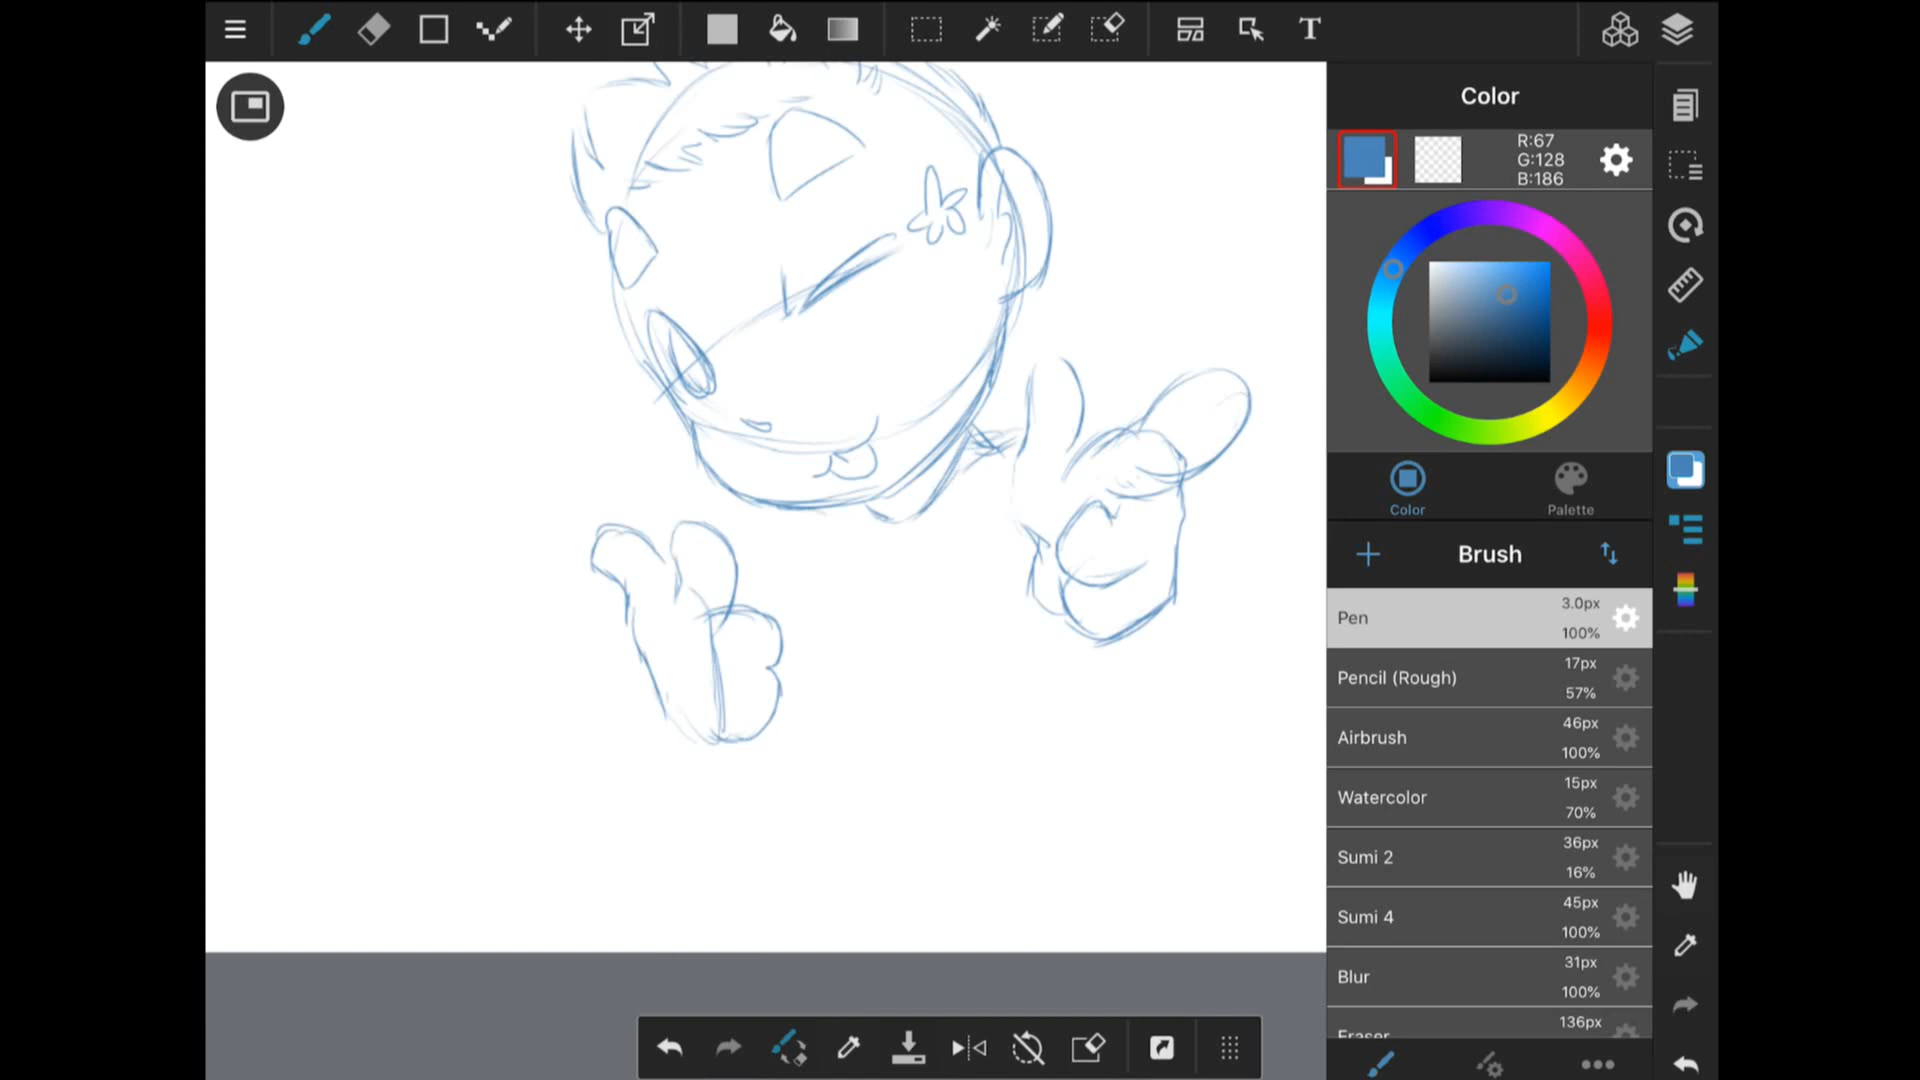 T
Color
R:67
G:128
B:186
Color
Palette
Brush
Pen
3.0px
100%
Pencil (Rough)
17px
57%
Airbrush
46px
100%
Watercolor
15px
70%
Sumi 2
36px
16%
Sumi 4
45px
100%
Blur
31px
100%
Eraser
136px